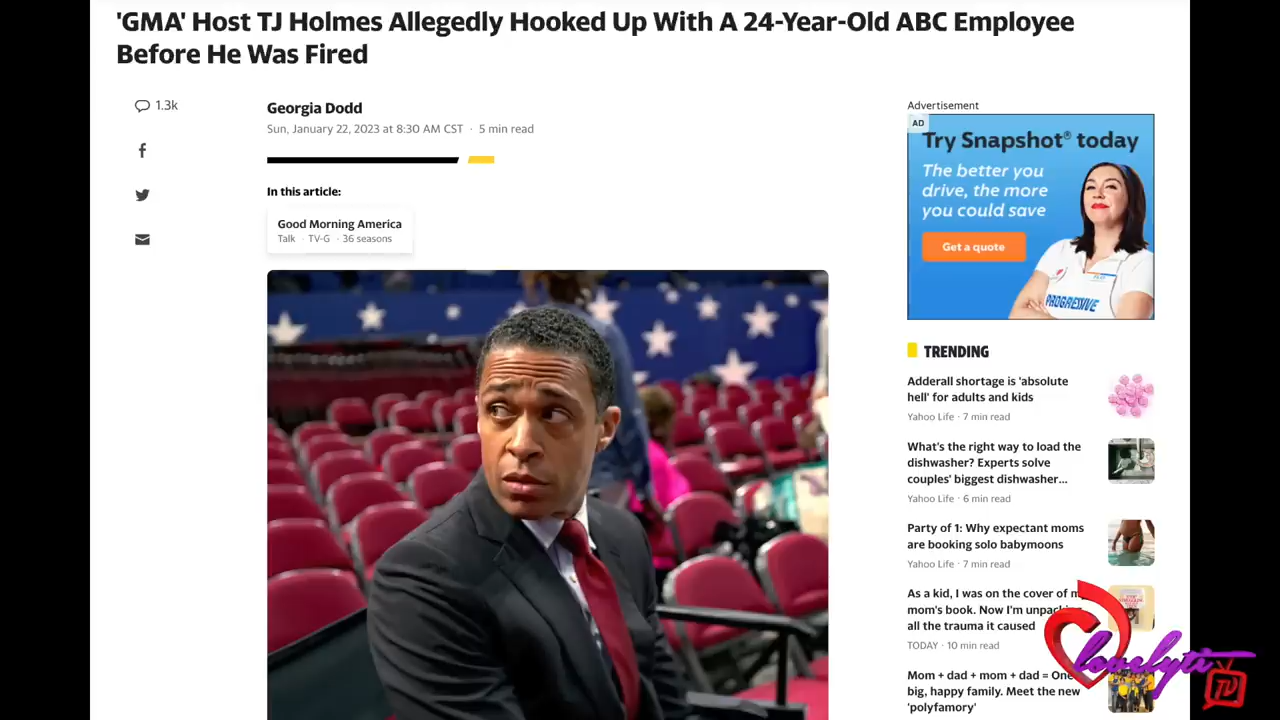 'GMA' Host TJ Holmes Allegedly Hooked Up With A 24-Year-Old ABC Employee
Before He Was Fired
1.3k
Georgia Dodd
Sun, January 22, 2023 at 8:30 AM CST · 5 min read
In this article:
Good Morning America
Talk · TV-G · 36 seasons
Advertisement
AD
Try Snapshot® today
The better you
drive, the more
you could save
Get a quote
PROGRESSIVE
TRENDING
Adderall shortage is 'absolute
hell' for adults and kids
Yahoo Life · 7 min read
What's the right way to load the
dishwasher? Experts solve
couples' biggest dishwasher...
Yahoo Life · 6 min read
Party of 1: Why expectant moms
are booking solo babymoons
Yahoo Life · 7 min read
As a kid, I was on the cover of
mom's book. Now I'm
all the trauma it caused
TODAY · 10 min read
Mom + dad + mom + dad = One
big, happy family. Meet the new
'polyfamory'
lovelyti
TV